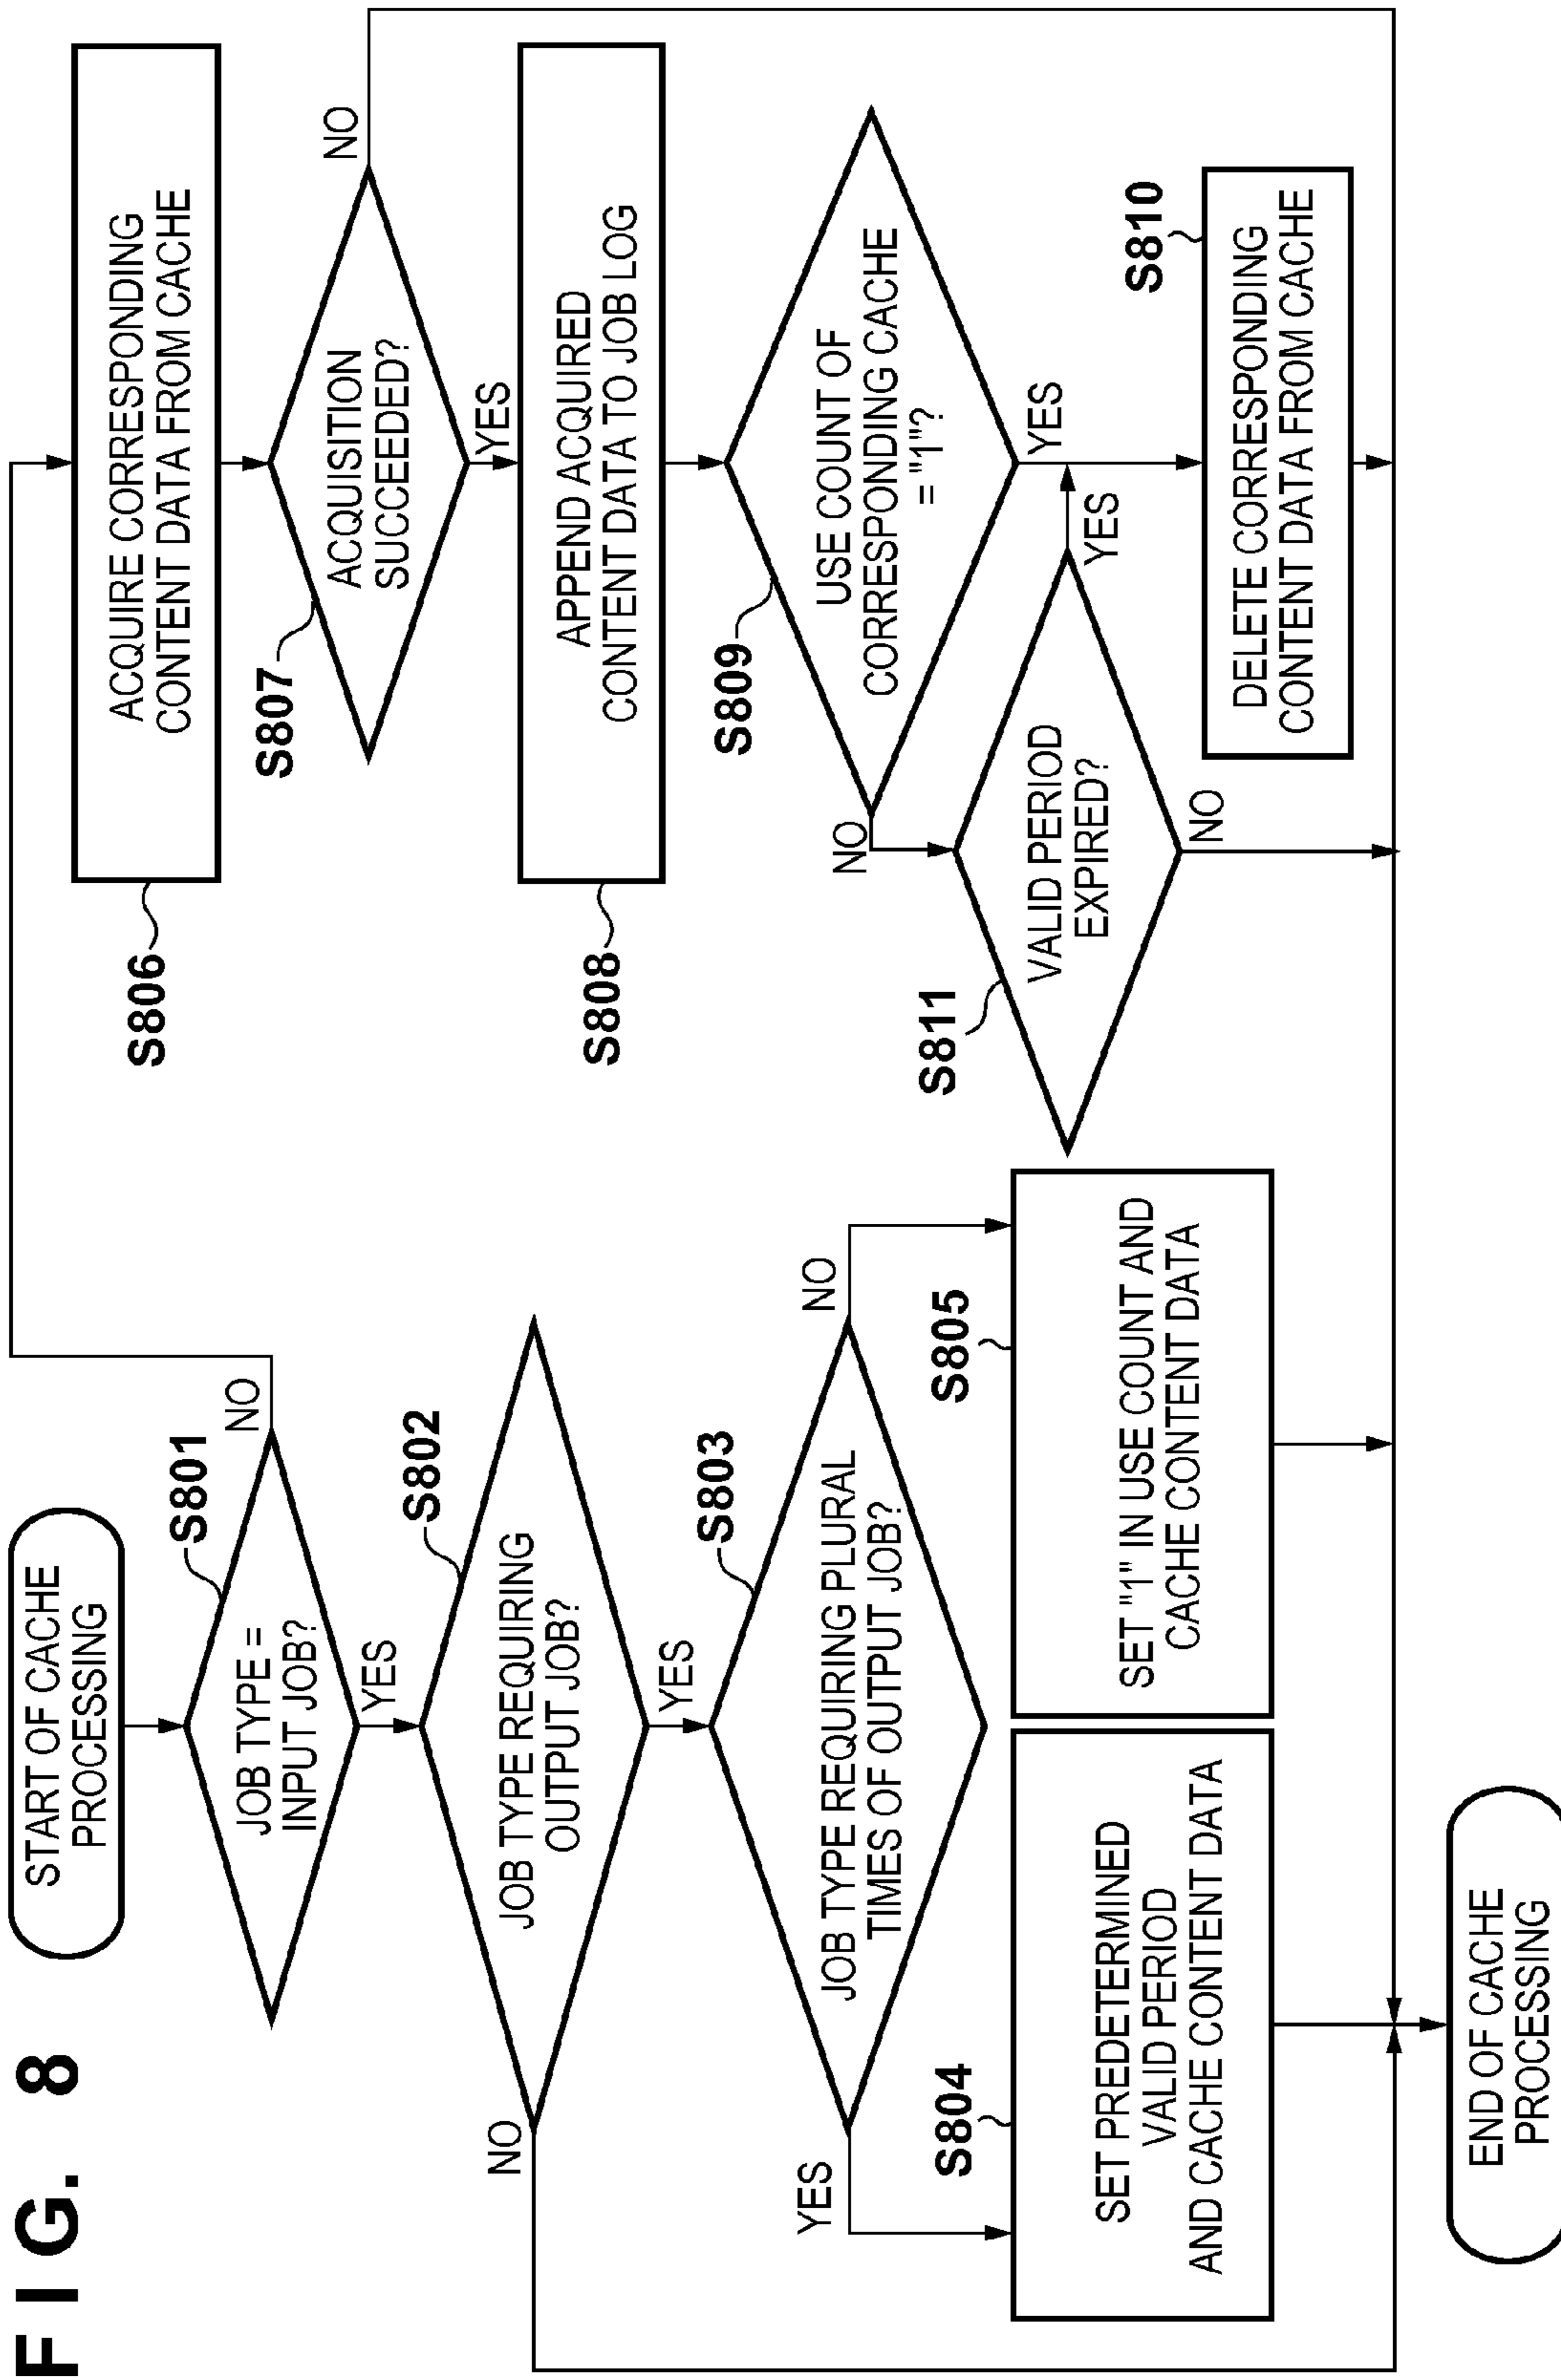 FIG. 8
START OF CACHE
PROCESSING
S801
JOB TYPE =
INPUT JOB?
NO
YES
S802
JOB TYPE REQUIRING
OUTPUT JOB?
NO
YES
S803
JOB TYPE REQUIRING PLURAL
TIMES OF OUTPUT JOB?
YES
NO
S804
SET PREDETERMINED
VALID PERIOD
AND CACHE CONTENT DATA
S805
SET "1" IN USE COUNT AND
CACHE CONTENT DATA
S806
ACQUIRE CORRESPONDING
CONTENT DATA FROM CACHE
S807
ACQUISITION
SUCCEEDED?
NO
YES
S808
APPEND ACQUIRED
CONTENT DATA TO JOB LOG
S809
USE COUNT OF
CORRESPONDING CACHE
= "1"?
NO
YES
S811
VALID PERIOD
EXPIRED?
YES
NO
S810
DELETE CORRESPONDING
CONTENT DATA FROM CACHE
END OF CACHE
PROCESSING